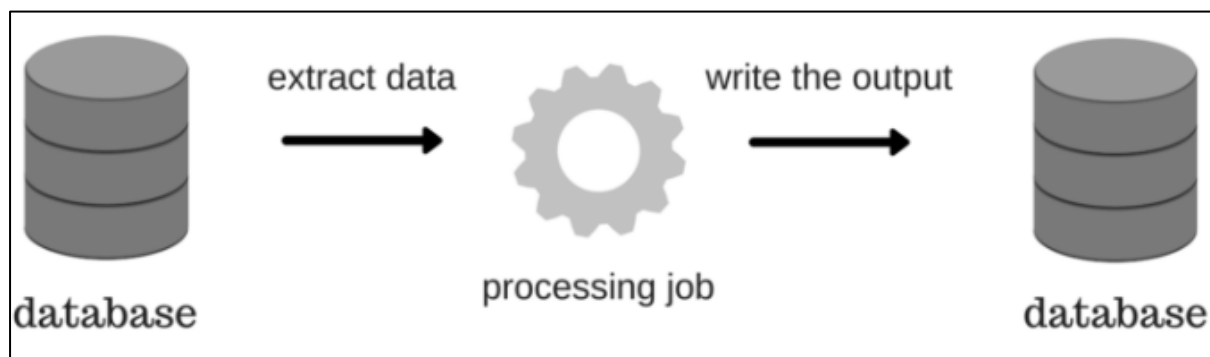 extract data
write the output
processing job
database
database